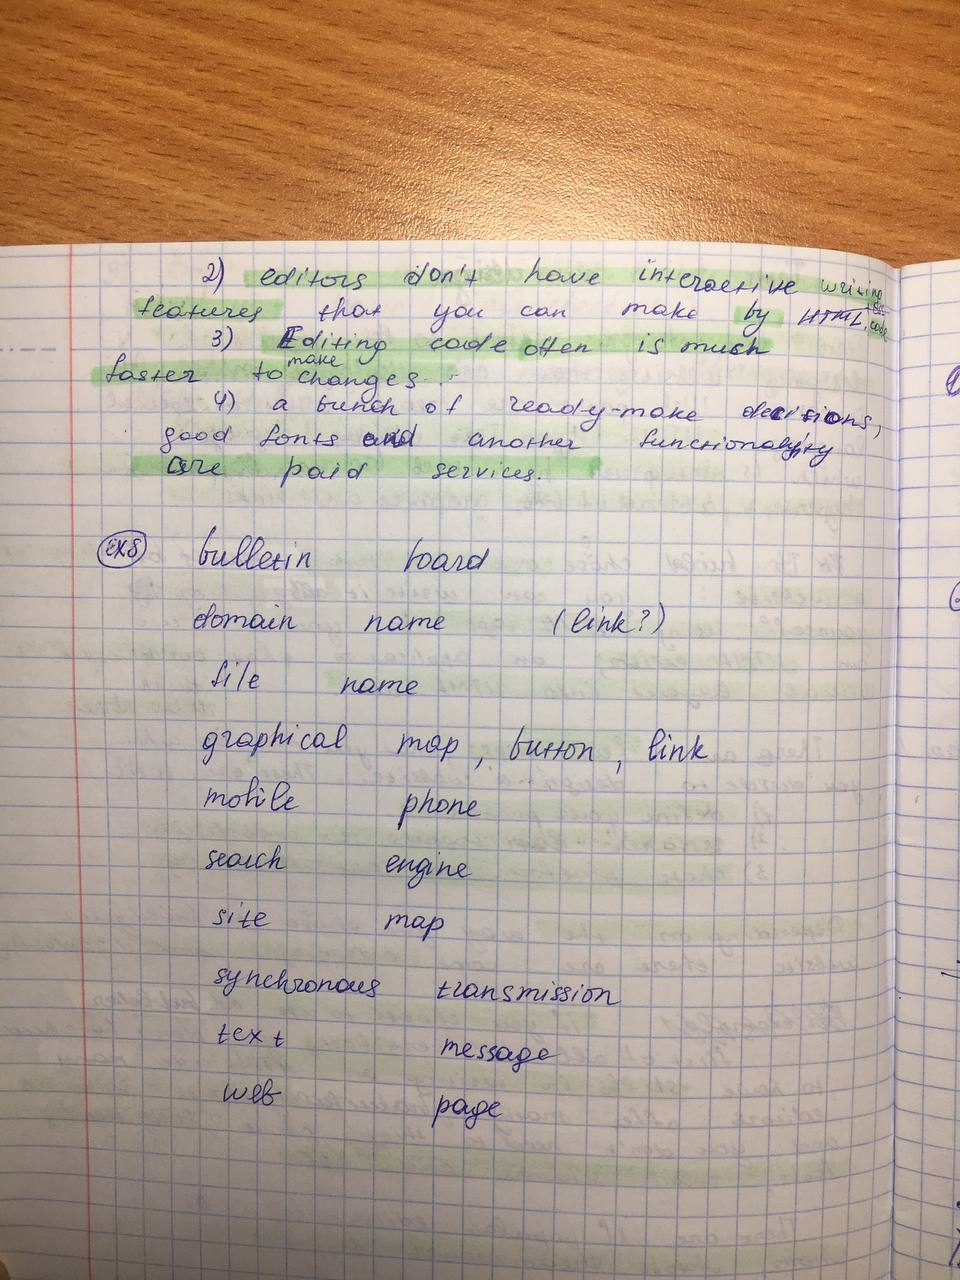 2) editors don't have interactive writing
features that you can make by HTML code
3) Editing code often is much
faster to make changes.
4) a bunch of ready-make decisions,
good fonts and another functionality
are paid services.
EX8 bulletin board
domain name (link?)
file name
graphical map, button, link
mobile phone
search engine
site map
synchronous transmission
text message
web page